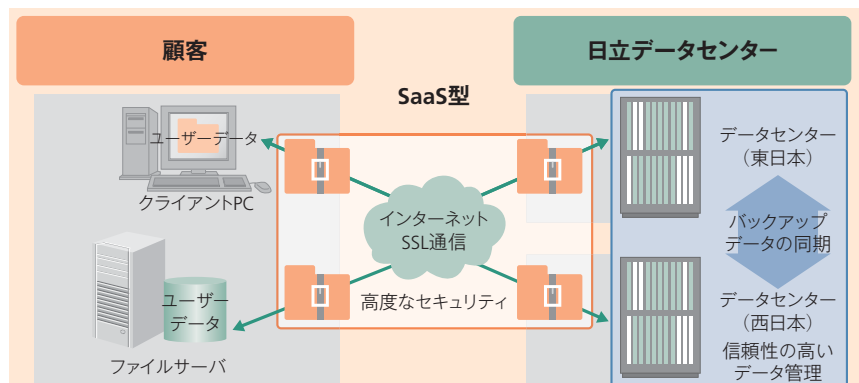 顧客
日立データセンター
SaaS型
ユーザーデータ
クライアントPC
インターネット
SSL通信
高度なセキュリティ
ユーザー
データ
ファイルサーバ
データセンター
（東日本）
バックアップ
データの同期
データセンター
（西日本）
信頼性の高い
データ管理